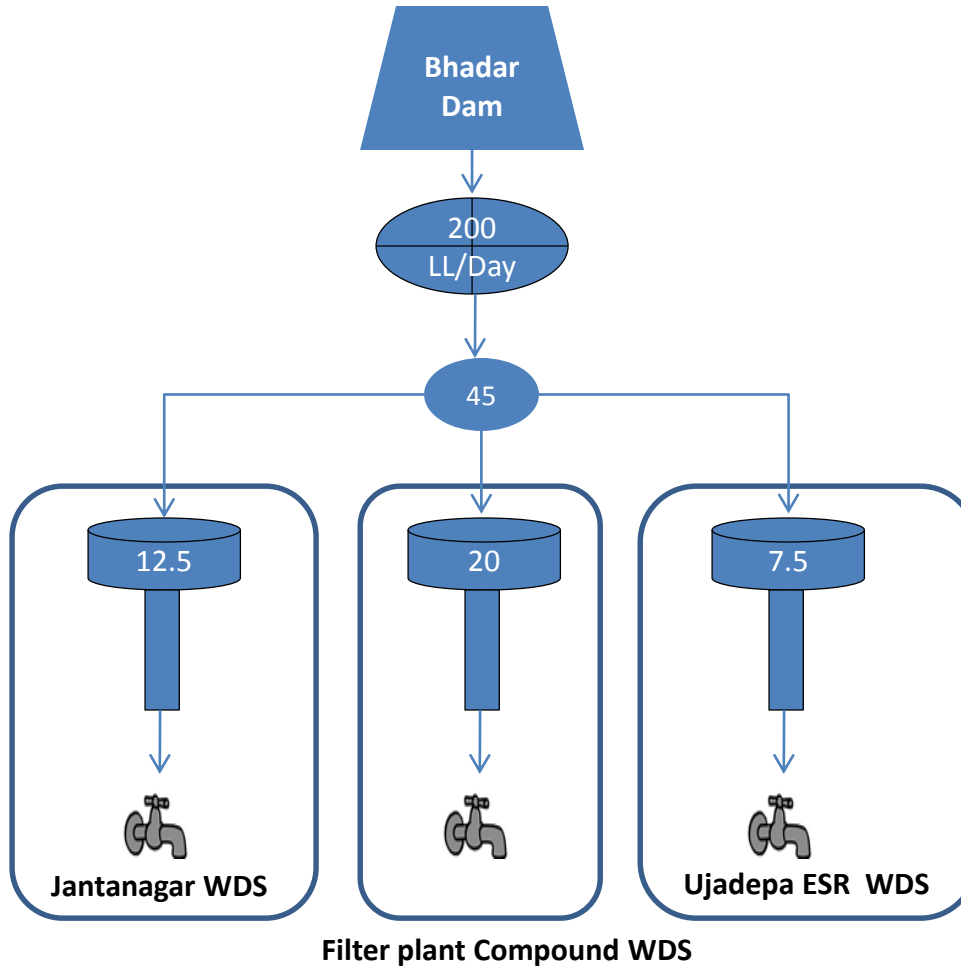 Bhadar
Dam
200
LL/Day
45
12.5
20
7.5
Jantanagar WDS
Ujadepa ESR WDS
Filter plant Compound WDS